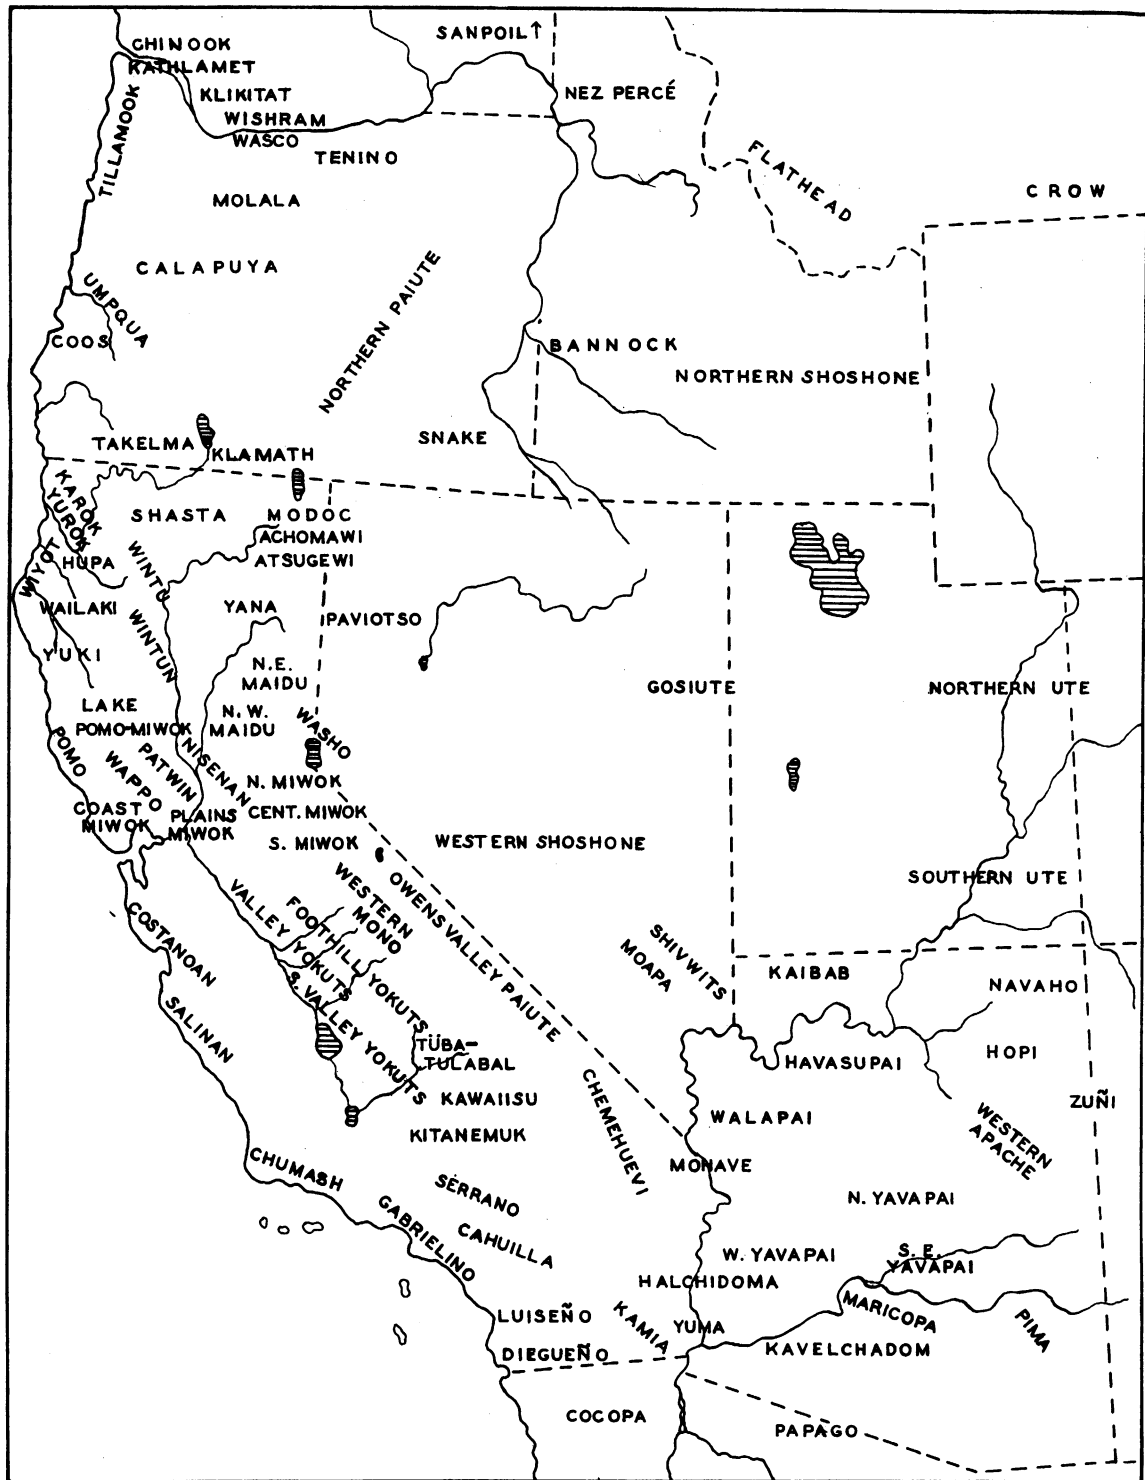 SANPOIL↑
CHINOOK
KATHLAMET
KLIKITAT
NEZ PERCÉ
WISHRAM
WASCO
TENINO
TILLAMOOK
FLATHEAD
CROW
MOLALA
CALAPUYA
UMPQUA
NORTHERN PAIUTE
COOS
BANNOCK
NORTHERN SHOSHONE
TAKELMA
KLAMATH
SNAKE
KAROK
YUROK
SHASTA
MODOC
ACHOMAWI
ATSUGEWI
HUPA
WIYOT
WINTU
WAILAKI
WINTUN
YANA
PAVIOTSO
YUKI
N.E.
MAIDU
GOSIUTE
NORTHERN UTE
LAKE
POMO-MIWOK
N.W.
MAIDU
WASHO
POMO
WAPPO
PATWIN
NISENAN
N. MIWOK
COAST
MIWOK
PLAINS
MIWOK
CENT. MIWOK
S. MIWOK
WESTERN SHOSHONE
SOUTHERN UTE
WESTERN
MONO
OWENS VALLEY PAIUTE
VALLEY YOKUTS
FOOTHILL YOKUTS
S. VALLEY YOKUTS
COSTANOAN
SALINAN
SHIVWITS
MOAPA
KAIBAB
NAVAHO
TÜBA-
TULABAL
HAVASUPAI
HOPI
KAWAIISU
CHEMEHUEVI
WALAPAI
ZUÑI
KITANEMUK
WESTERN
APACHE
MOHAVE
CHUMASH
SERRANO
N. YAVAPAI
GABRIELINO
CAHUILLA
W. YAVAPAI
S. E.
YAVAPAI
HALCHIDOMA
MARICOPA
PIMA
LUISEÑO
KAMIA
YUMA
DIEGUEÑO
KAVELCHADOM
COCOPA
PAPAGO